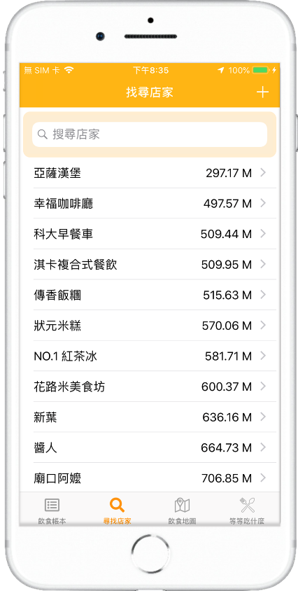 無 SIM 卡 下午8:35 100%
找尋店家
搜尋店家
亞薩漢堡 297.17 M
幸福咖啡廳 497.57 M
科大早餐車 509.44 M
淇卡複合式餐飲 509.95 M
傳香飯糰 515.63 M
狀元米糕 570.06 M
NO.1 紅茶冰 581.71 M
花路米美食坊 600.37 M
新葉 636.16 M
醬人 664.73 M
廟口阿嬤 706.85 M
飲食帳本 尋找店家 飲食地圖 等等吃什麼